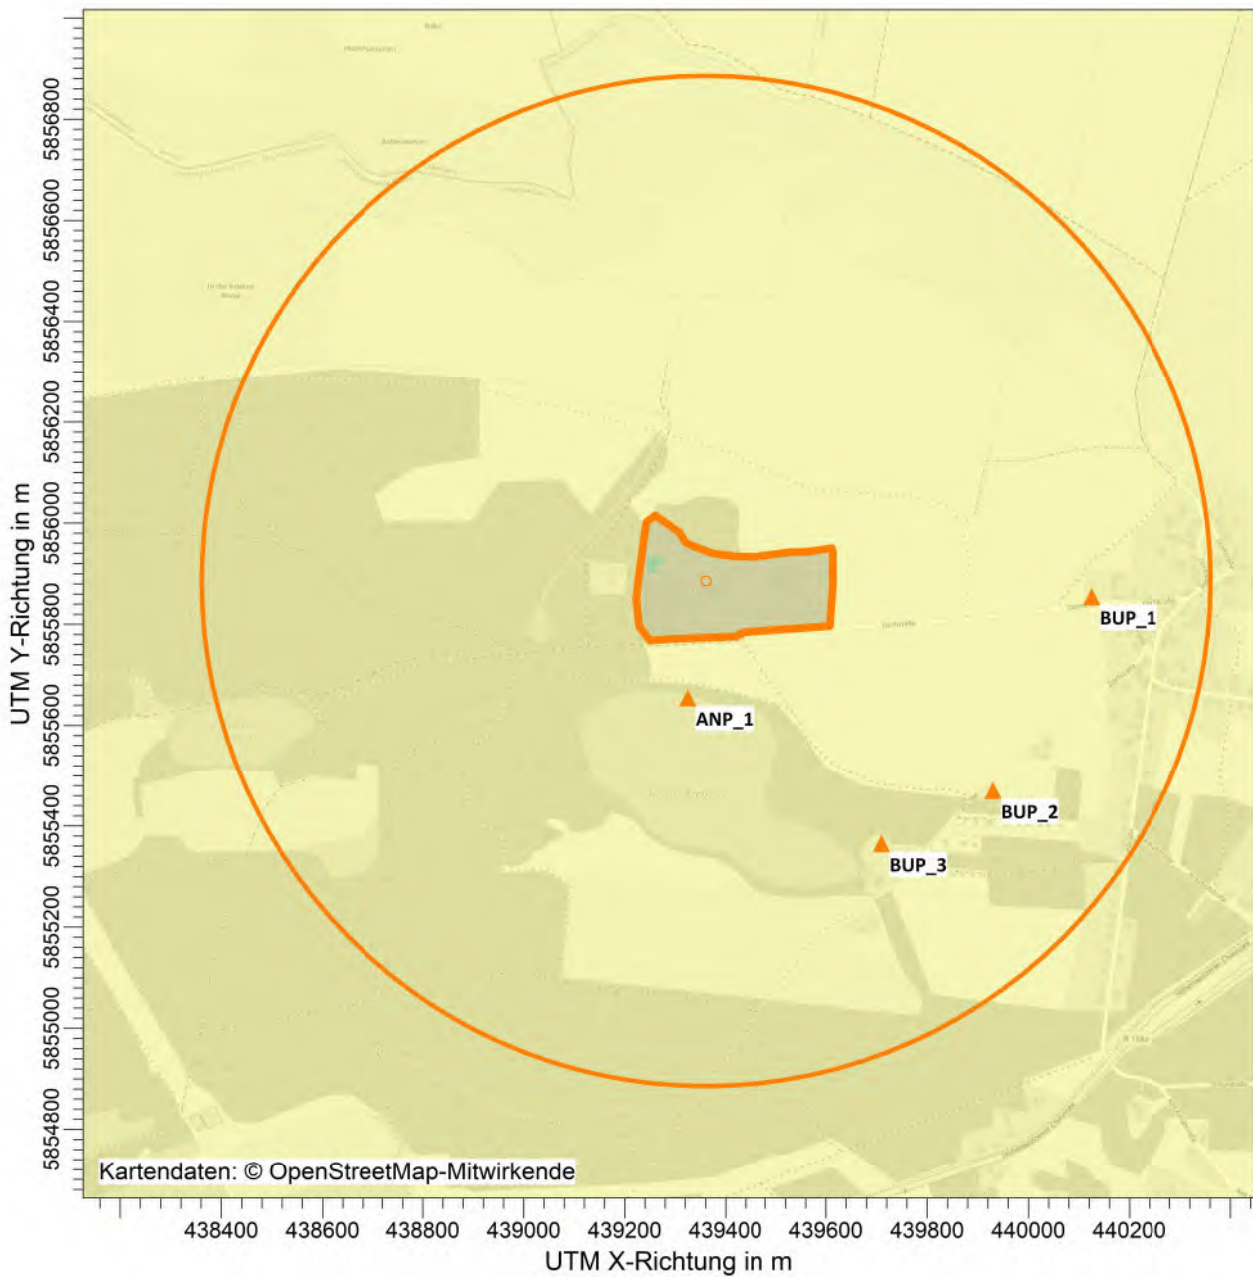 5856800
5856600
5856400
5856200
5856000
5855800
5855600
5855400
5855200
5855000
5854800
UTM Y-Richtung in m
BUP_1
ANP_1
BUP_2
BUP_3
Kartendaten: © OpenStreetMap-Mitwirkende
438400 438600 438800 439000 439200 439400 439600 439800 440000 440200
UTM X-Richtung in m